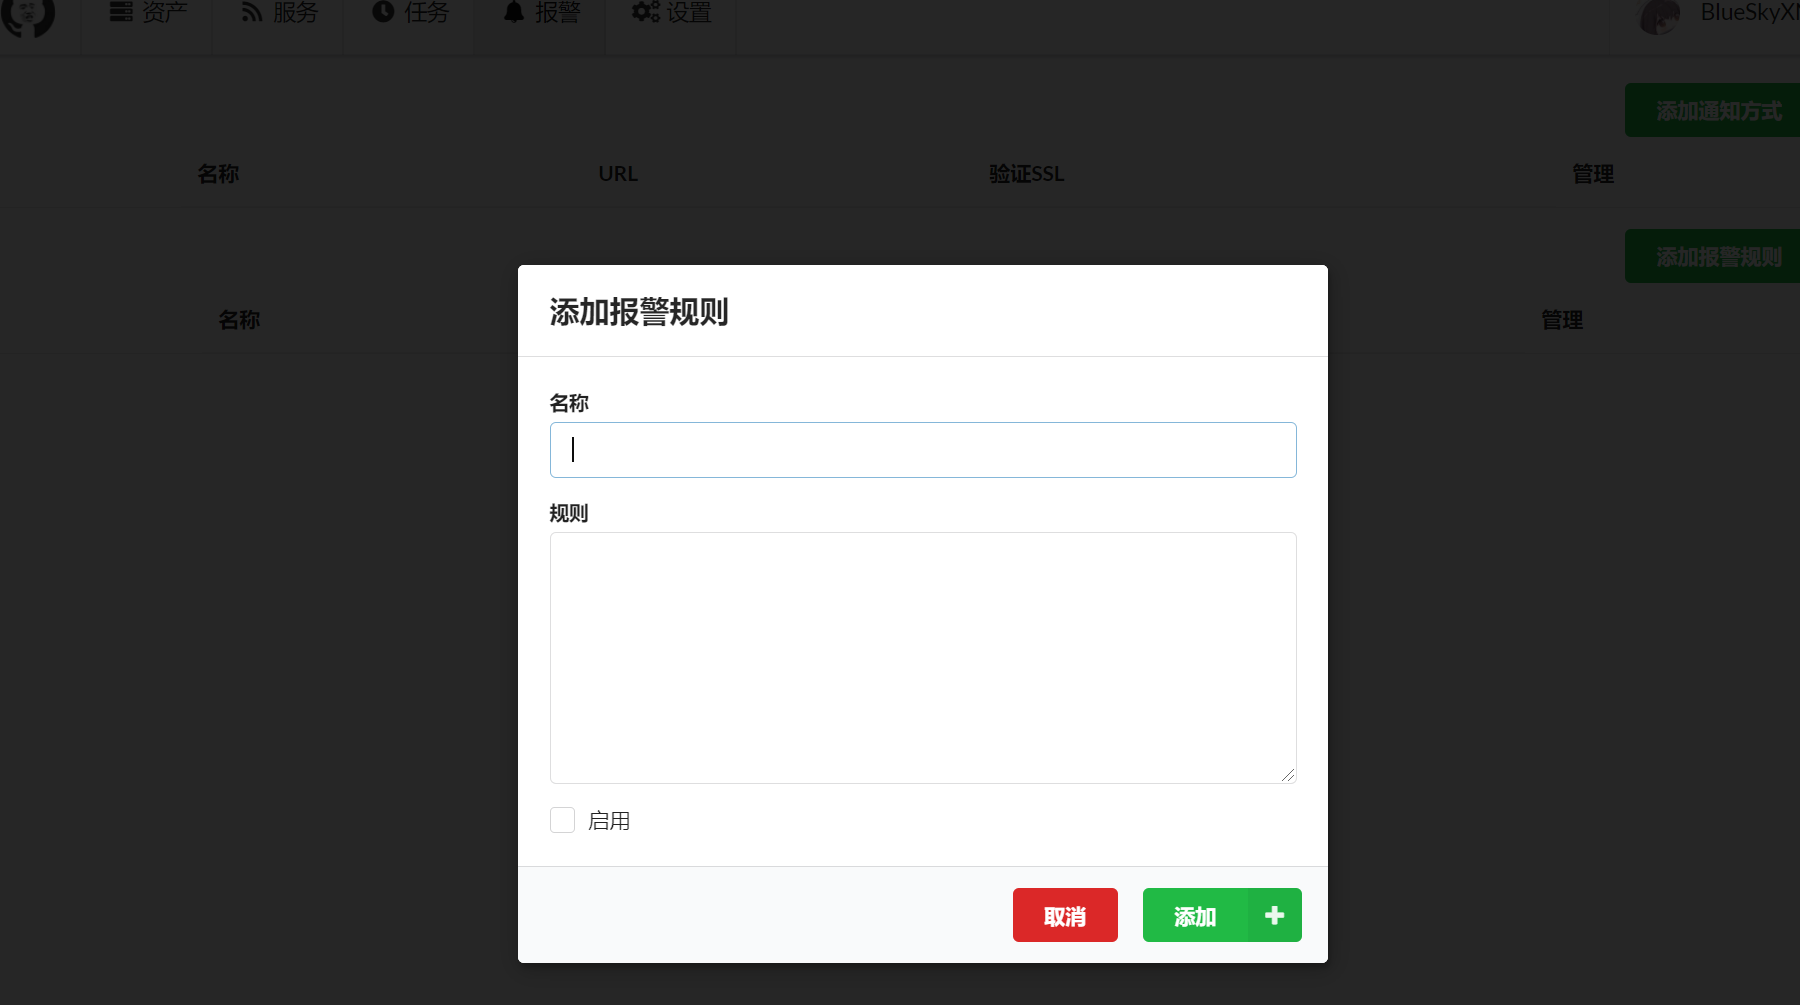 资产 服务 任务 报警 设置 BlueSkyX
添加通知方式
名称 URL 验证SSL 管理
添加报警规则
名称 管理
添加报警规则
名称
规则
启用
取消 添加